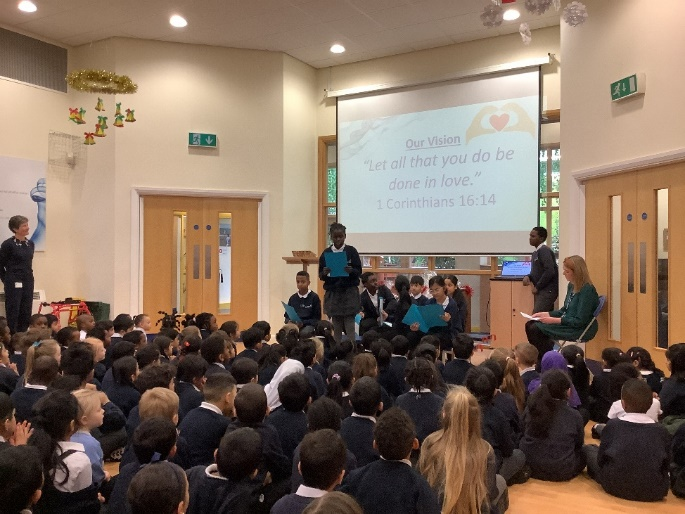 Our Vision
“Let all that you do be
done in love.”
1 Corinthians 16:14